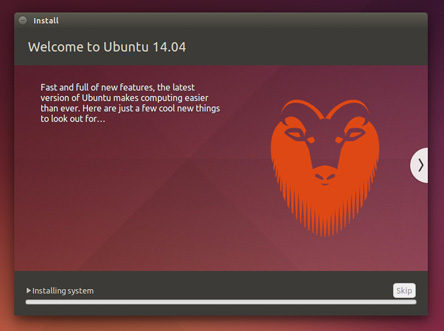 Install
Welcome to Ubuntu 14.04
Fast and full of new features, the latest
version of Ubuntu makes computing easier
than ever. Here are just a few cool new things
to look out for...
Installing system
Skip